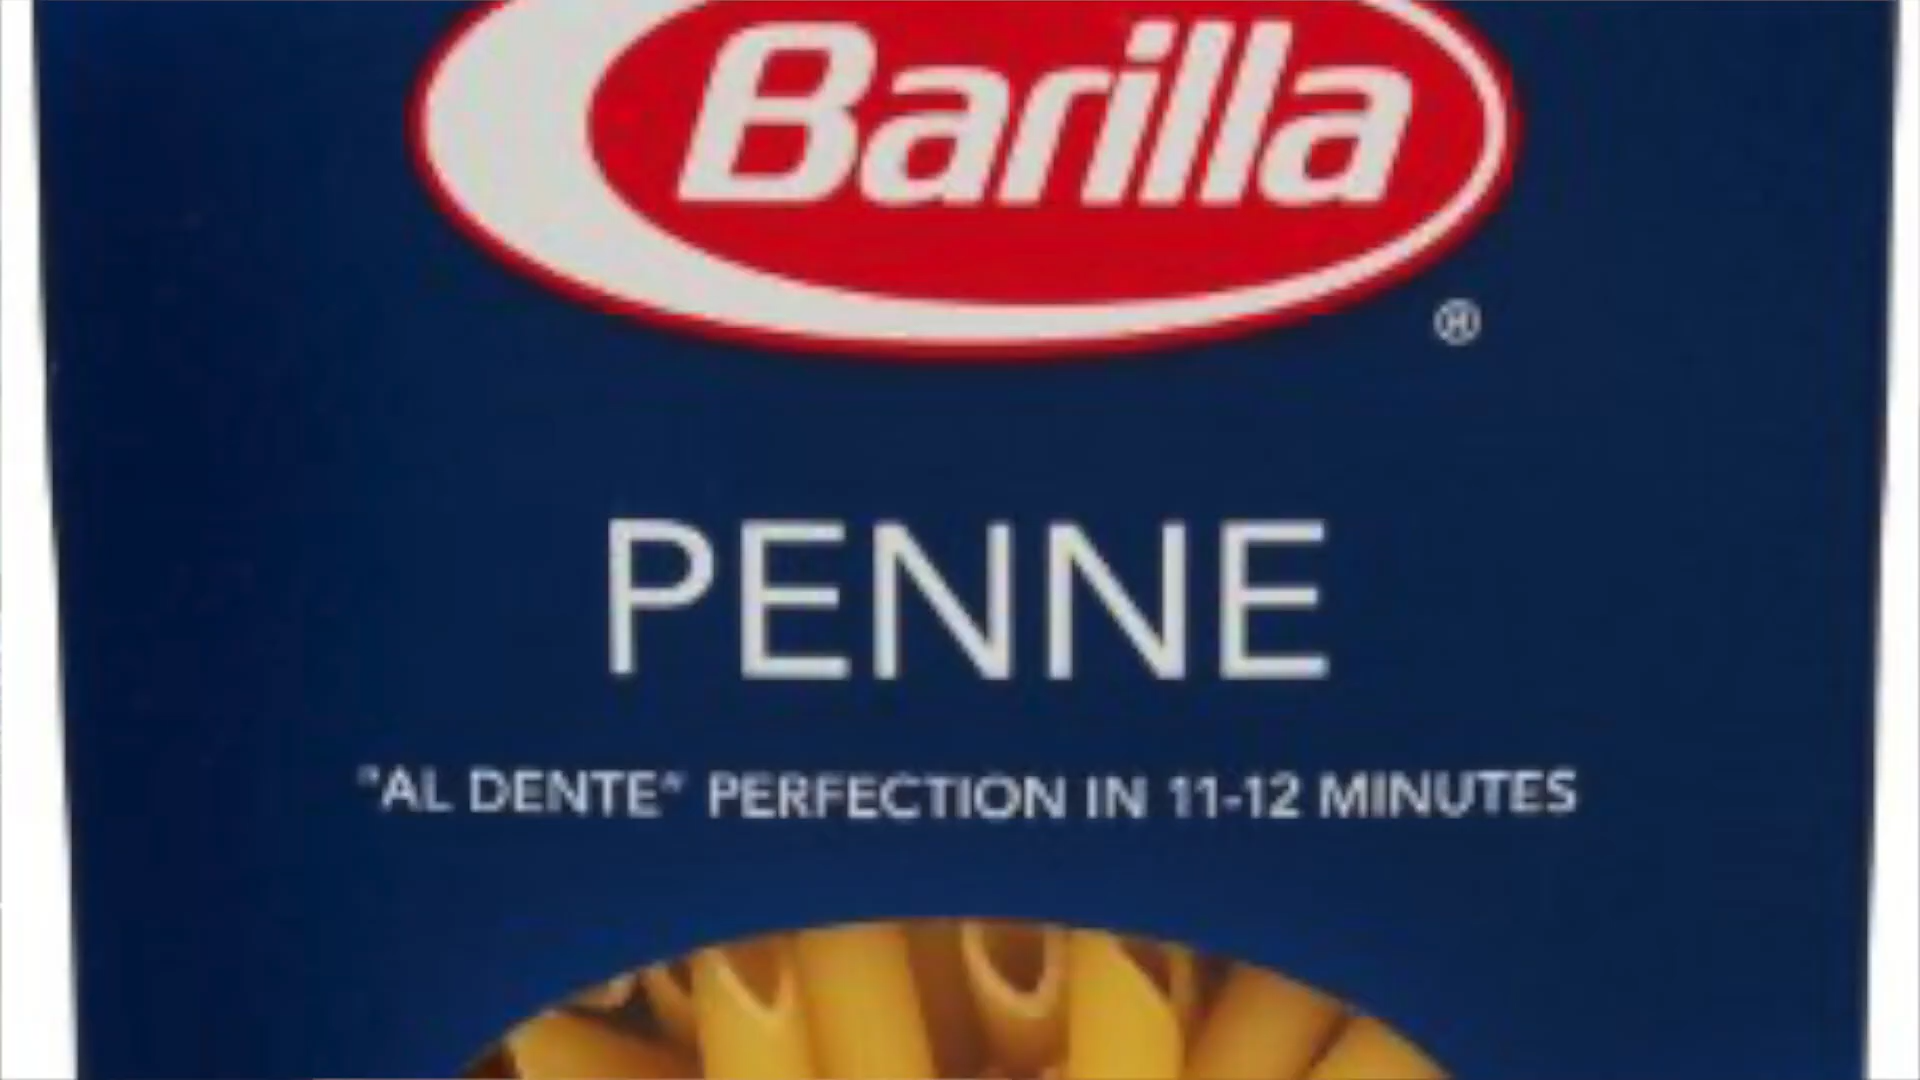 Barilla
®
PENNE
"AL DENTE" PERFECTION IN 11-12 MINUTES